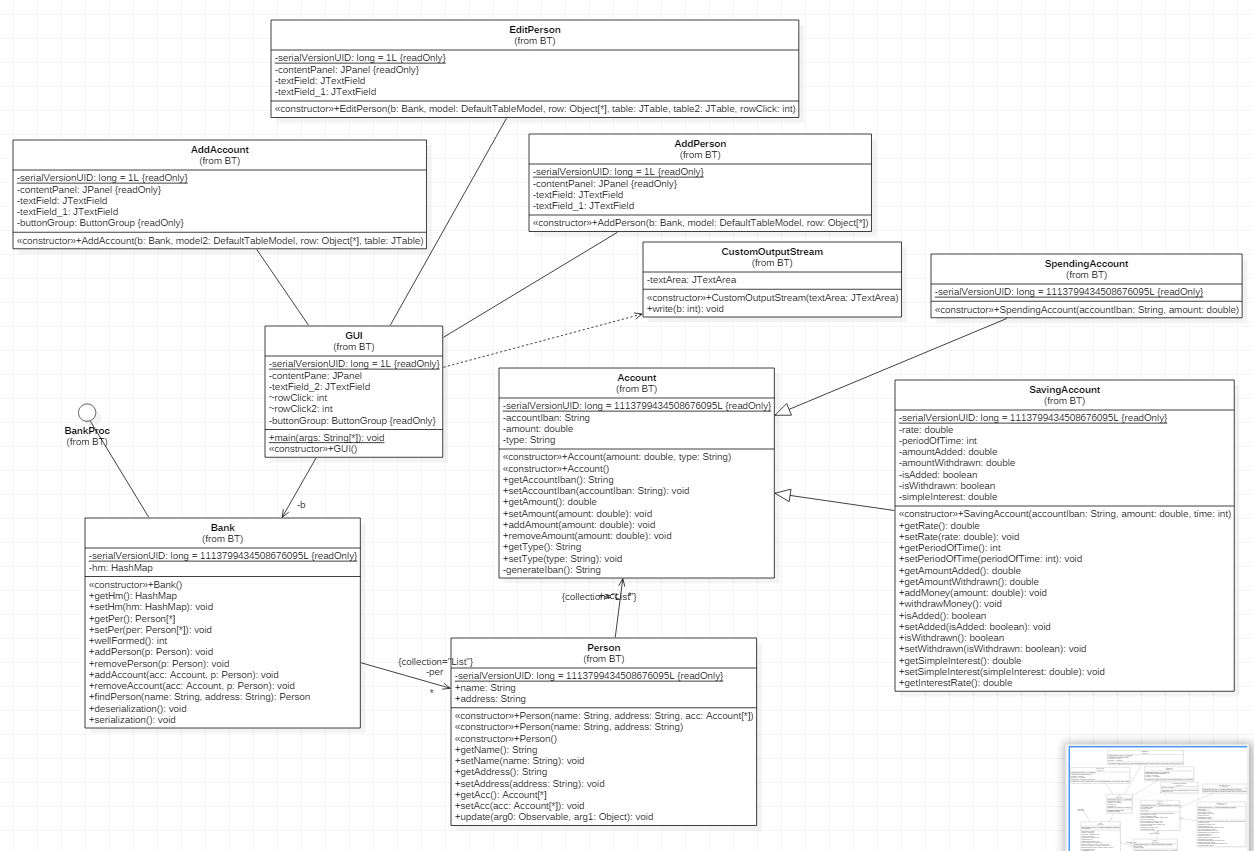 EditPerson
(from BT)
-serialVersionUID: long = 1L {readOnly}
-contentPanel: JPanel {readOnly}
-textField: JTextField
-textField_1: JTextField
«constructor»+EditPerson(b: Bank, model: DefaultTableModel, row: Object[*], table: JTable, table2: JTable, rowClick: int)
AddAccount
(from BT)
-serialVersionUID: long = 1L {readOnly}
-contentPanel: JPanel {readOnly}
-textField: JTextField
-textField_1: JTextField
-buttonGroup: ButtonGroup {readOnly}
«constructor»+AddAccount(b: Bank, model2: DefaultTableModel, row: Object[*], table: JTable)
AddPerson
(from BT)
-serialVersionUID: long = 1L {readOnly}
-contentPanel: JPanel {readOnly}
-textField: JTextField
-textField_1: JTextField
«constructor»+AddPerson(b: Bank, model: DefaultTableModel, row: Object[*])
CustomOutputStream
(from BT)
-textArea: JTextArea
«constructor»+CustomOutputStream(textArea: JTextArea)
+write(b: int): void
SpendingAccount
(from BT)
-serialVersionUID: long = 1113799434508676095L {readOnly}
«constructor»+SpendingAccount(accountIban: String, amount: double)
GUI
(from BT)
-serialVersionUID: long = 1L {readOnly}
-contentPane: JPanel
-textField_2: JTextField
~rowClick: int
~rowClick2: int
-buttonGroup: ButtonGroup {readOnly}
+main(args: String[*]): void
«constructor»+GUI()
Account
(from BT)
-serialVersionUID: long = 1113799434508676095L {readOnly}
-accountIban: String
-amount: double
-type: String
«constructor»+Account(amount: double, type: String)
«constructor»+Account()
+getAccountIban(): String
+setAccountIban(accountIban: String): void
+getAmount(): double
+setAmount(amount: double): void
+addAmount(amount: double): void
+removeAmount(amount: double): void
+getType(): String
+setType(type: String): void
-generateIban(): String
SavingAccount
(from BT)
-serialVersionUID: long = 1113799434508676095L {readOnly}
-rate: double
-periodOfTime: int
-amountAdded: double
-amountWithdrawn: double
-isAdded: boolean
-isWithdrawn: boolean
-simpleInterest: double
«constructor»+SavingAccount(accountIban: String, amount: double, time: int)
+getRate(): double
+setRate(rate: double): void
+getPeriodOfTime(): int
+setPeriodOfTime(periodOfTime: int): void
+getAmountAdded(): double
+getAmountWithdrawn(): double
+addMoney(amount: double): void
+withdrawMoney(): void
+isAdded(): boolean
+setAdded(isAdded: boolean): void
+isWithdrawn(): boolean
+setWithdrawn(isWithdrawn: boolean): void
+getSimpleInterest(): double
+setSimpleInterest(simpleInterest: double): void
+getInterestRate(): double
BankProc
(from BT)
-b
Bank
(from BT)
-serialVersionUID: long = 1113799434508676095L {readOnly}
-hm: HashMap
«constructor»+Bank()
+getHm(): HashMap
+setHm(hm: HashMap): void
+getPer(): Person[*]
+setPer(per: Person[*]): void
+wellFormed(): int
+addPerson(p: Person): void
+removePerson(p: Person): void
+addAccount(acc: Account, p: Person): void
+removeAccount(acc: Account, p: Person): void
+findPerson(name: String, address: String): Person
+deserialization(): void
+serialization(): void
{collection="List"}
-per
*
Person
(from BT)
-serialVersionUID: long = 1113799434508676095L {readOnly}
+name: String
+address: String
«constructor»+Person(name: String, address: String, acc: Account[*])
«constructor»+Person(name: String, address: String)
«constructor»+Person()
+getName(): String
+setName(name: String): void
+getAddress(): String
+setAddress(address: String): void
+getAcc(): Account[*]
+setAcc(acc: Account[*]): void
+update(arg0: Observable, arg1: Object): void